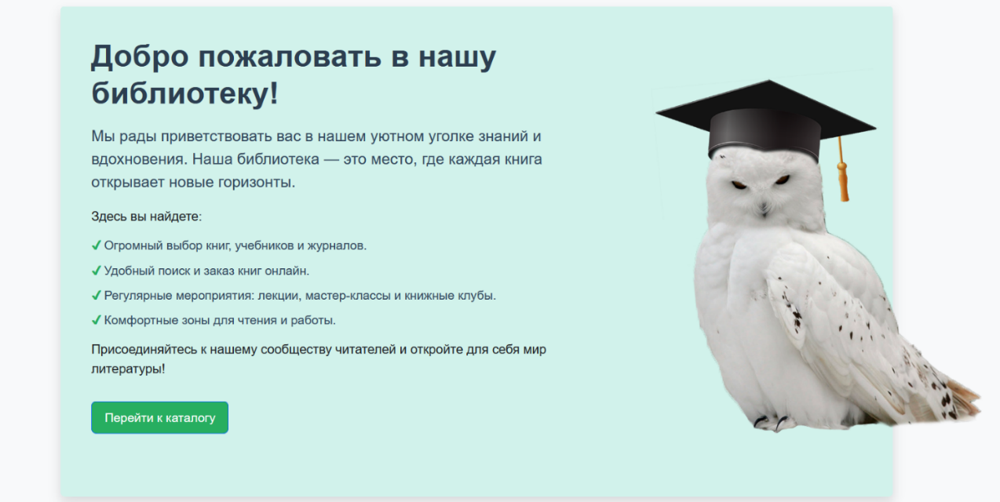 Добро пожаловать в нашу
библиотеку!
Мы рады приветствовать вас в нашем уютном уголке знаний и
вдохновения. Наша библиотека — это место, где каждая книга
открывает новые горизонты.
Здесь вы найдете:
✔ Огромный выбор книг, учебников и журналов.
✔ Удобный поиск и заказ книг онлайн.
✔ Регулярные мероприятия: лекции, мастер-классы и книжные клубы.
✔ Комфортные зоны для чтения и работы.
Присоединяйтесь к нашему сообществу читателей и откройте для себя мир
литературы!
Перейти к каталогу